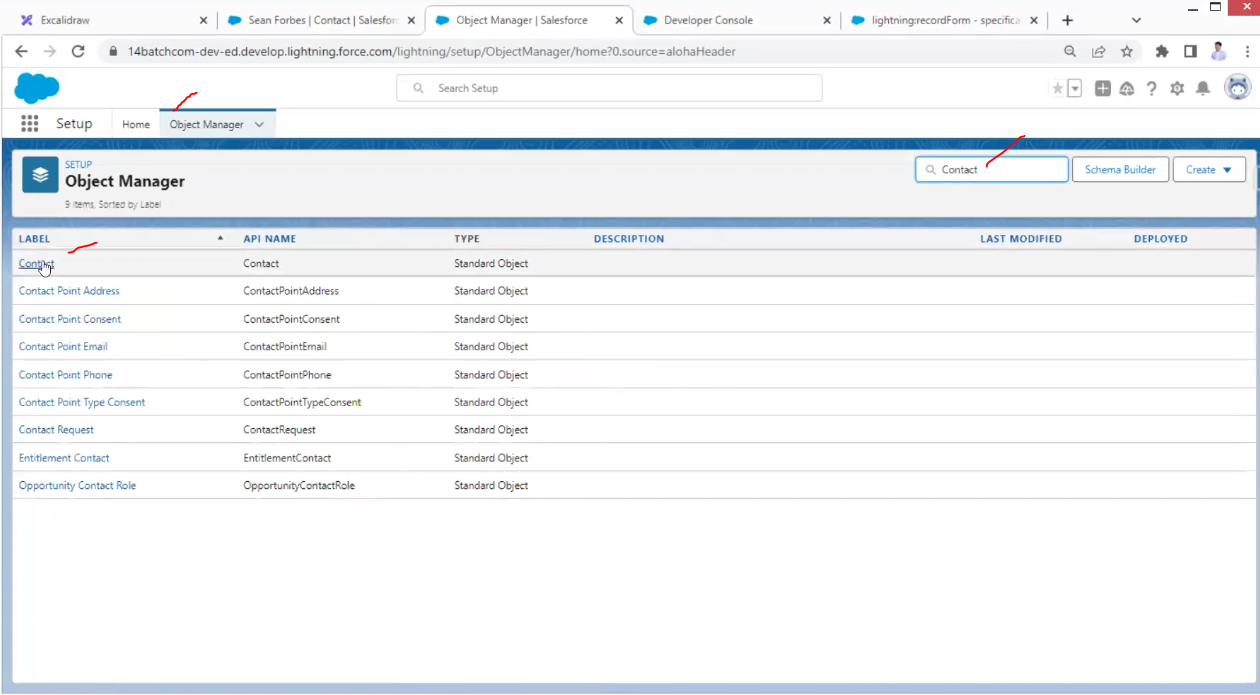 Excalidraw
Sean Forbes | Contact | Salesfor
Object Manager | Salesforce
Developer Console
lightning:recordForm - specifica
14batchcom-dev-ed.develop.lightning.force.com/lightning/setup/ObjectManager/home?0.source=alohaHeader
Search Setup
Setup Home Object Manager
SETUP
Object Manager
9 Items, Sorted by Label
Contact
Schema Builder
Create
LABEL API NAME TYPE DESCRIPTION LAST MODIFIED DEPLOYED
Contact Contact Standard Object
Contact Point Address ContactPointAddress Standard Object
Contact Point Consent ContactPointConsent Standard Object
Contact Point Email ContactPointEmail Standard Object
Contact Point Phone ContactPointPhone Standard Object
Contact Point Type Consent ContactPointTypeConsent Standard Object
Contact Request ContactRequest Standard Object
Entitlement Contact EntitlementContact Standard Object
Opportunity Contact Role OpportunityContactRole Standard Object